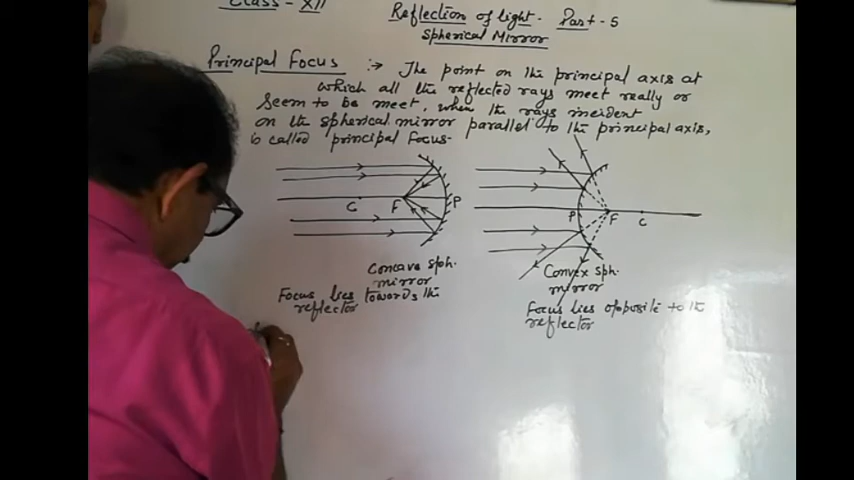 Class - XII
Reflection of light. Part - 5
Spherical Mirror
Principal Focus :→ The point on the principal axis at
which all the reflected rays meet really or
seem to be meet, when the rays incident
on the spherical mirror parallel to the principal axis,
is called principal focus.
C F P
P F C
Concave sph.
mirror
Focus lies towards the
reflector
Convex sph.
mirror
Focus lies opposite to the
reflector